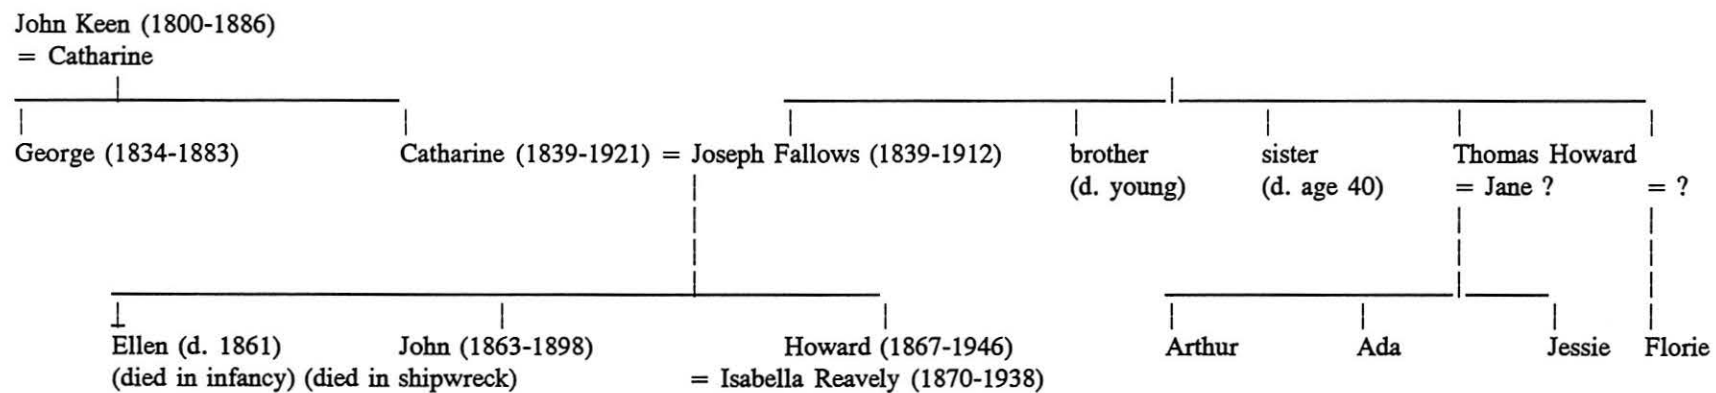 John Keen (1800-1886)
= Catharine
George (1834-1883) Catharine (1839-1921) = Joseph Fallows (1839-1912) brother sister Thomas Howard
(d. young) (d. age 40) = Jane ? = ?
Ellen (d. 1861) John (1863-1898) Howard (1867-1946) Arthur Ada Jessie Florie
(died in infancy) (died in shipwreck) = Isabella Reavely (1870-1938)